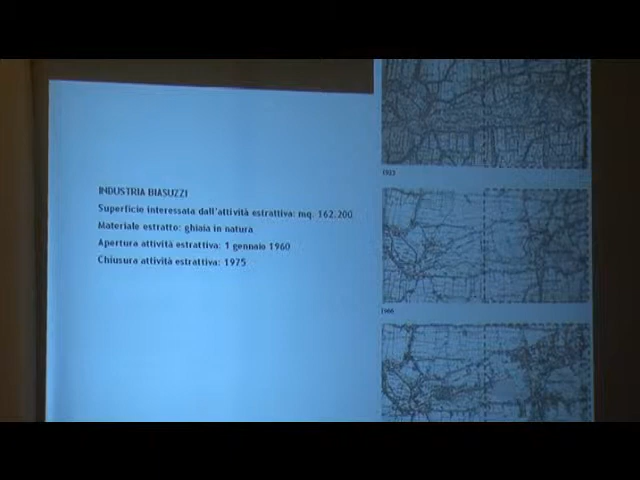 INDUSTRIA BIASUZZI
Superficie interessata dall'attività estrattiva: mq. 162.200
Materiale estratto: ghiaia in natura
Apertura attività estrattiva: 1 gennaio 1960
Chiusura attività estrattiva: 1975
1966